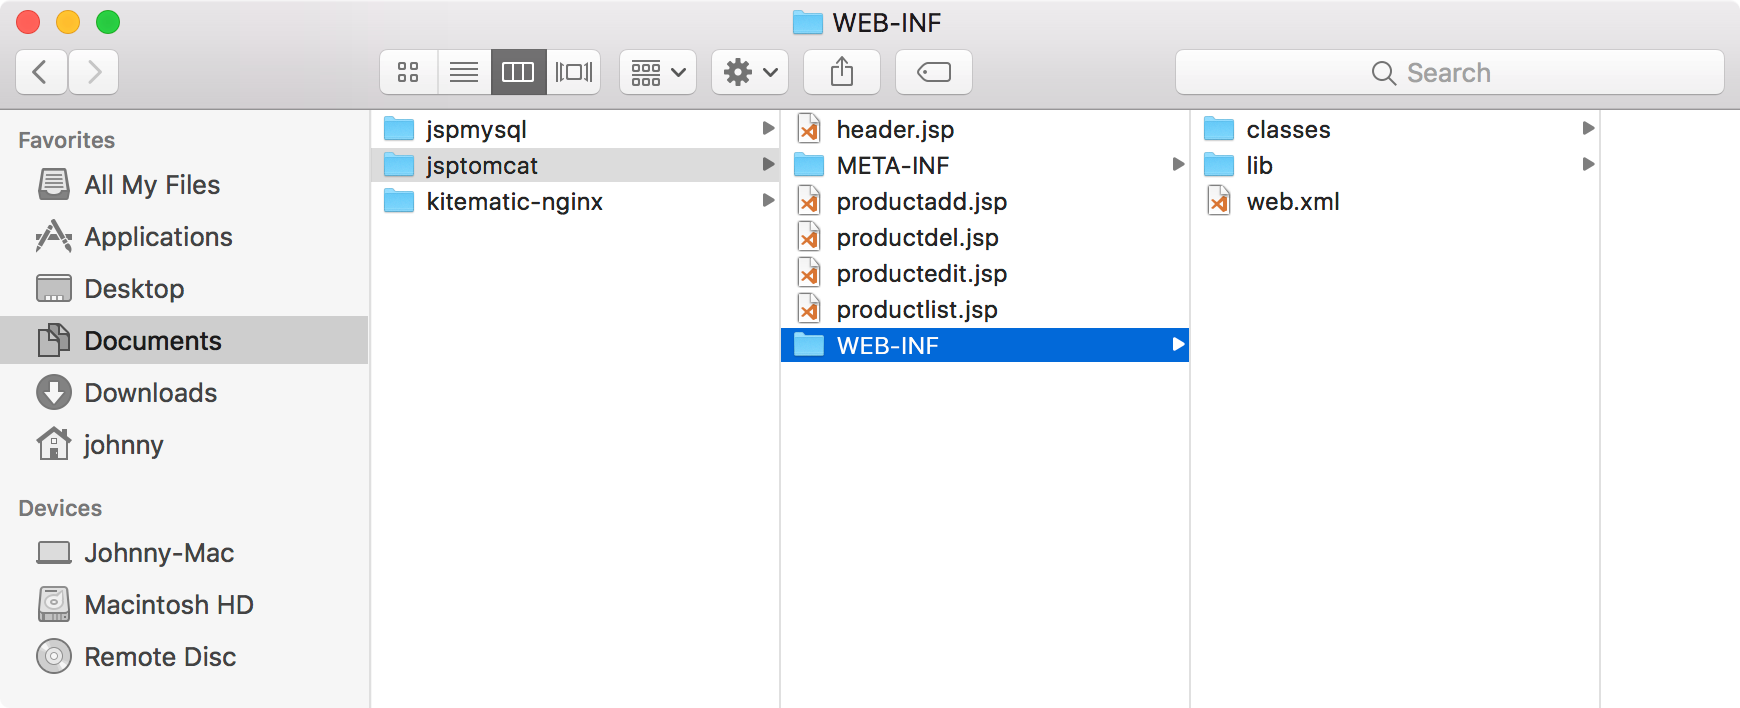 WEB-INF
Search
Favorites
All My Files
Applications
Desktop
Documents
Downloads
johnny
Devices
Johnny-Mac
Macintosh HD
Remote Disc
jspmysql
jsptomcat
kitematic-nginx
header.jsp
META-INF
productadd.jsp
productdel.jsp
productedit.jsp
productlist.jsp
WEB-INF
classes
lib
web.xml